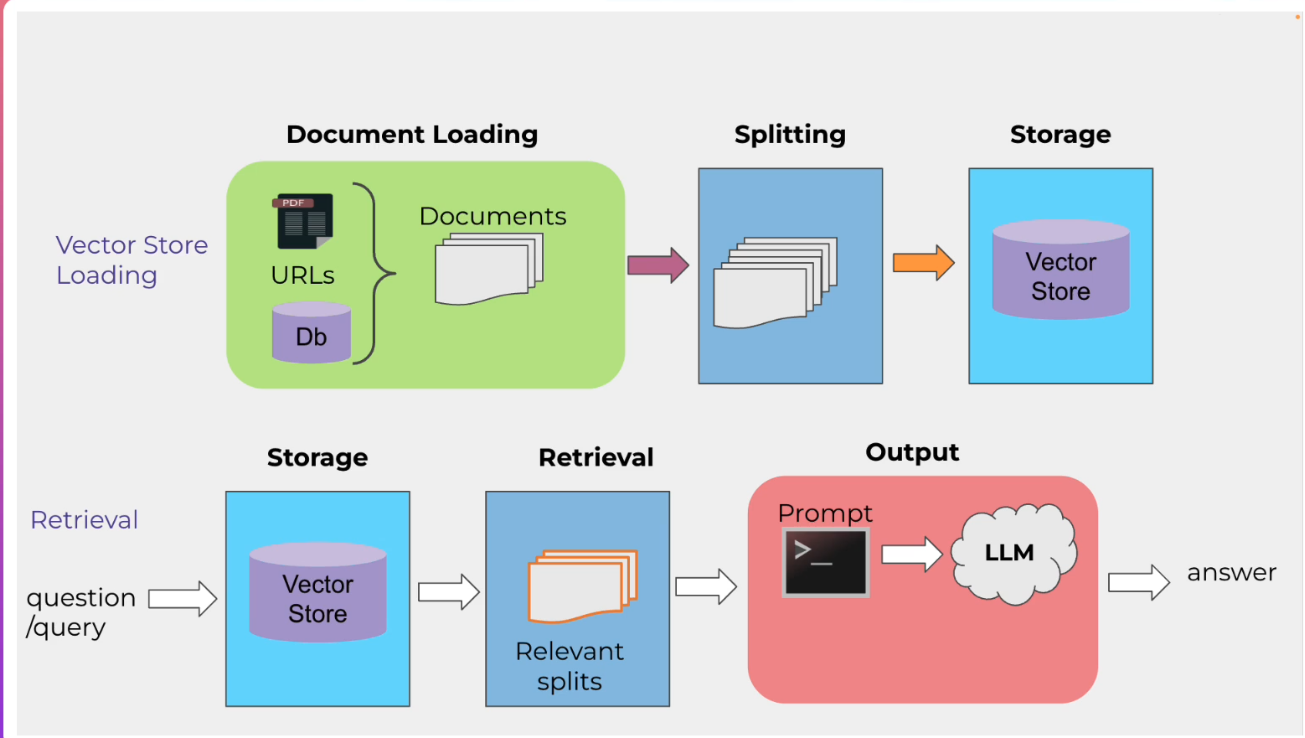 Document Loading
Splitting
Storage
Vector Store
Loading
PDF
URLs
Db
Documents
Vector
Store
Storage
Retrieval
Output
Retrieval
question
/query
Vector
Store
Relevant
splits
Prompt
>_
LLM
answer